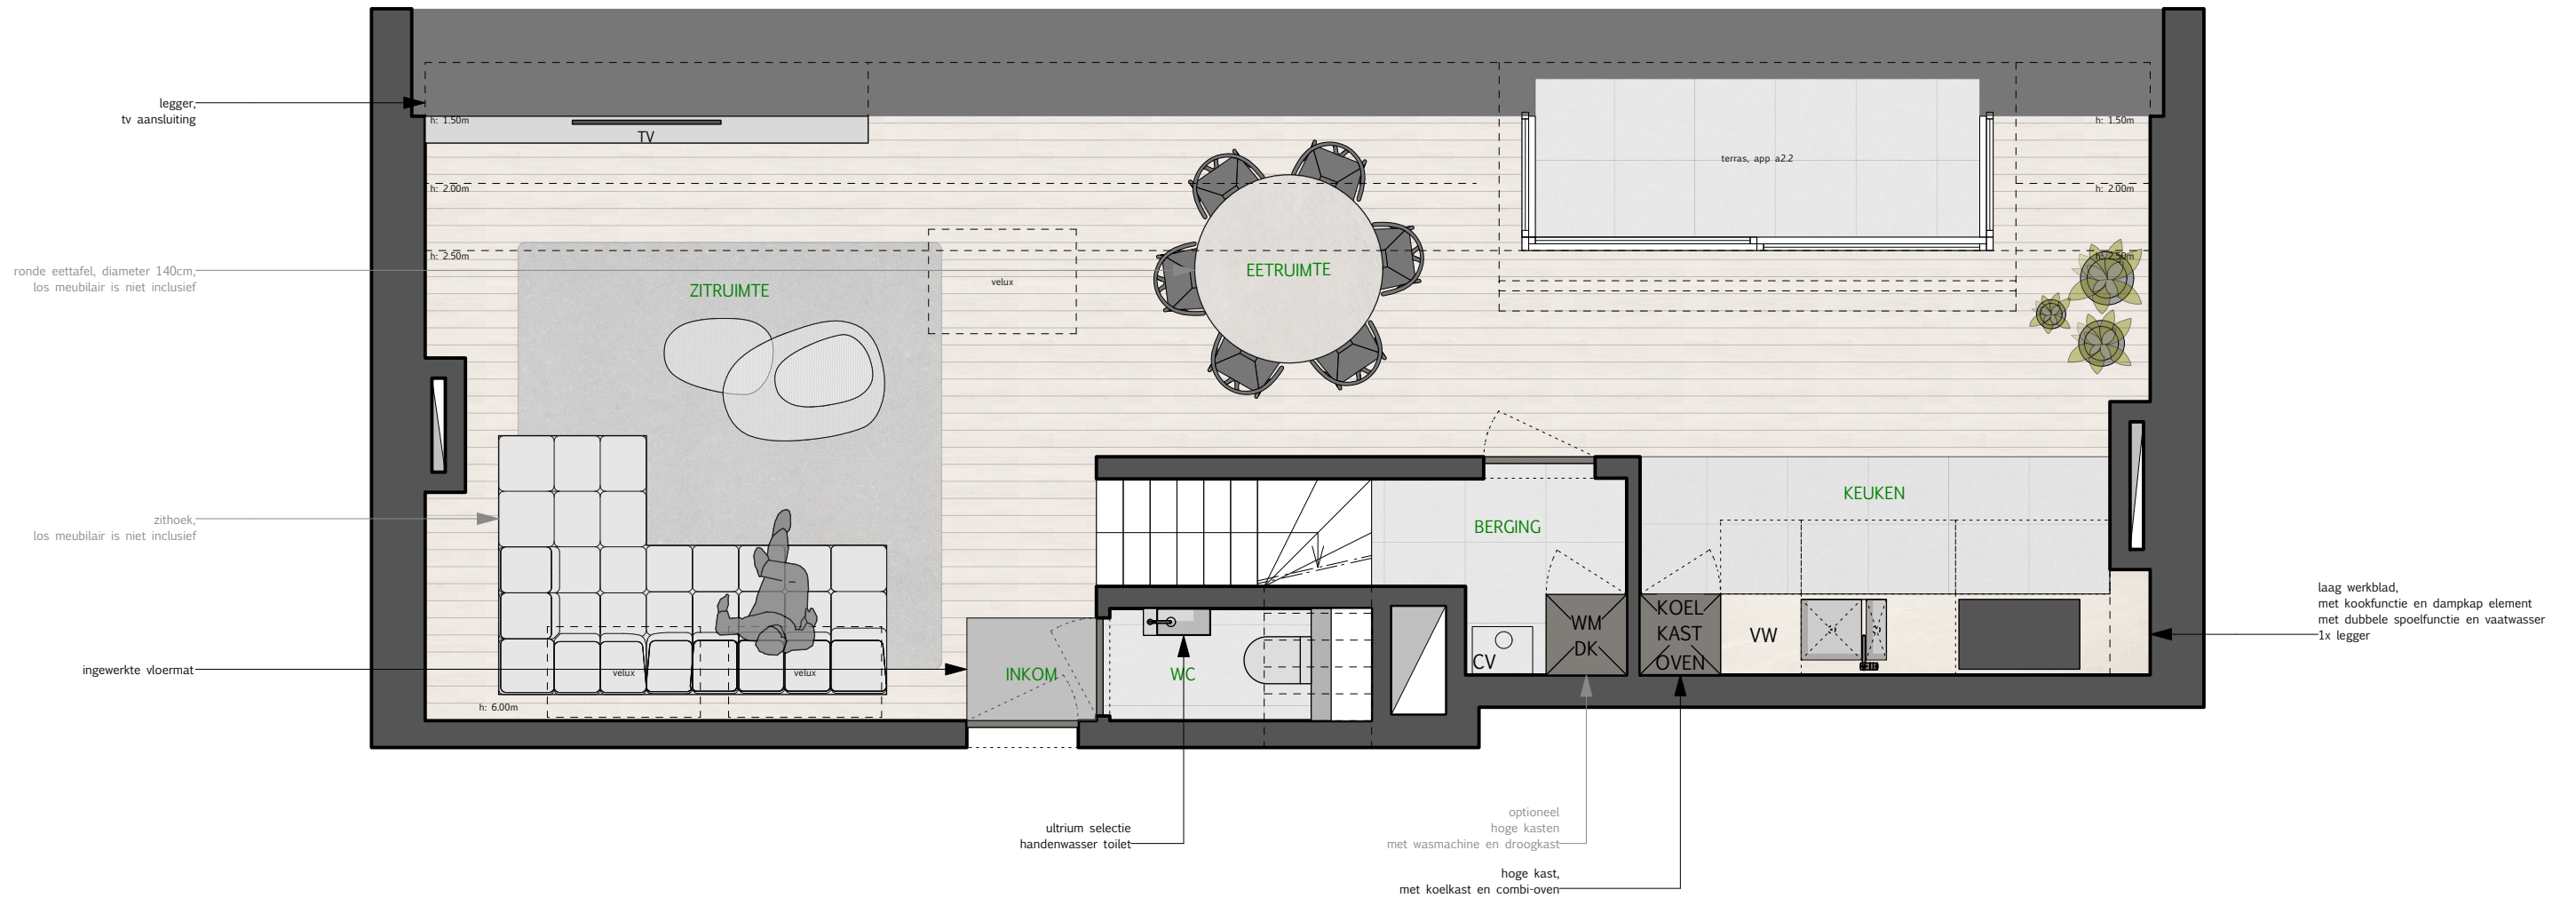 legger,
tv aansluiting
h: 1.50m
TV
h: 1.50m
terras, app a2.2
h: 2.00m
h: 2.00m
h: 2.50m
h: 2.50m
ronde eettafel, diameter 140cm,
los meubilair is niet inclusief
ZITRUIMTE
velux
EETRUIMTE
zithoek,
los meubilair is niet inclusief
KEUKEN
BERGING
laag werkblad,
met kookfunctie en dampkap element
met dubbele spoelfunctie en vaatwasser
1x legger
WM
DK
KOEL
KAST
OVEN
VW
CV
ingewerkte vloermat
velux
velux
INKOM
WC
h: 6.00m
ultrium selectie
handenwasser toilet
optioneel
hoge kasten
met wasmachine en droogkast
hoge kast,
met koelkast en combi-oven